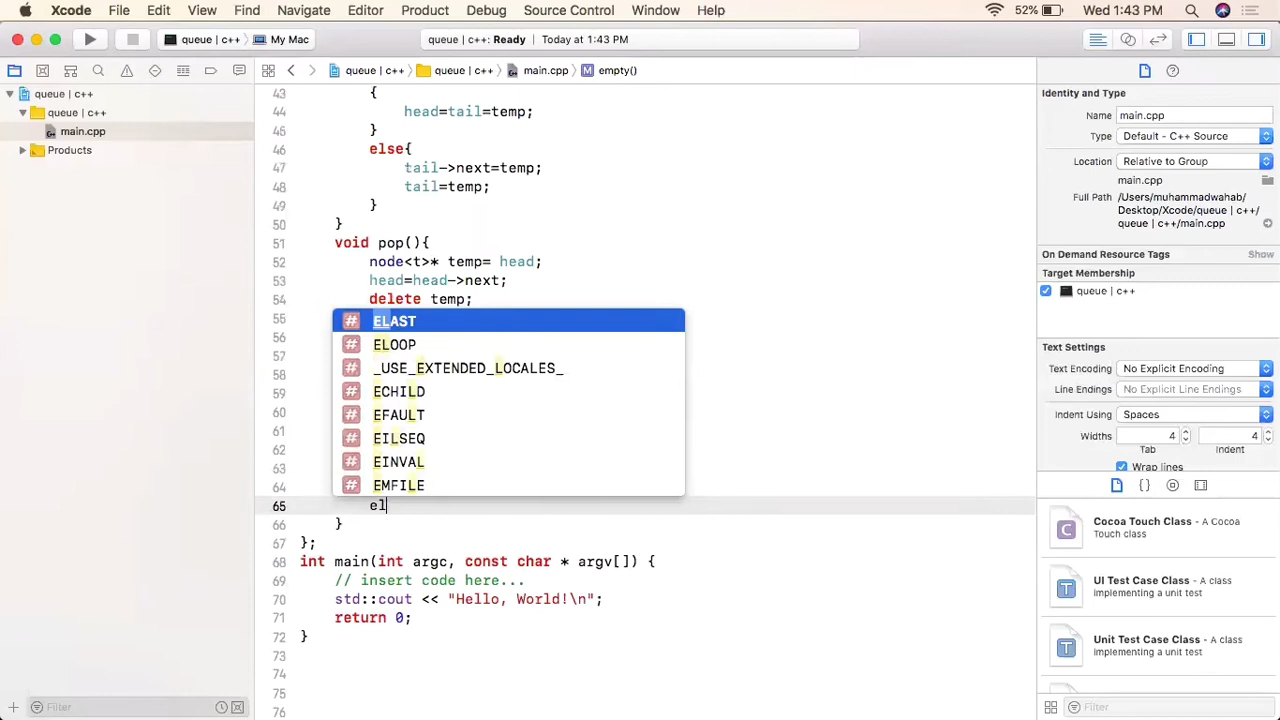 Xcode File Edit View Find Navigate Editor Product Debug Source Control Window Help 52% Wed 1:43 PM
queue | c++ My Mac queue | c++: Ready Today at 1:43 PM
queue | c++ queue | c++ main.cpp M empty()
queue | c++
queue | c++
main.cpp
Products
Filter
43 {
44 head=tail=temp;
45 }
46 else{
47 tail->next=temp;
48 tail=temp;
49 }
50 }
51 void pop(){
52 node<t>* temp= head;
53 head=head->next;
54 delete temp;
55
56
57
58
59
60
61
62
63
64
# ELAST
# ELOOP
# _USE_EXTENDED_LOCALES_
# ECHILD
# EFAULT
# EILSEQ
# EINVAL
# EMFILE
65 el
66 }
67 };
68 int main(int argc, const char * argv[]) {
69 // insert code here...
70 std::cout << "Hello, World!\n";
71 return 0;
72 }
73
74
75
76
Identity and Type
Name main.cpp
Type Default - C++ Source
Location Relative to Group
main.cpp
Full Path /Users/muhammadwahab/
Desktop/Xcode/queue | c++/
queue | c++/main.cpp
On Demand Resource Tags Show
Target Membership
queue | c++
Text Settings
Text Encoding No Explicit Encoding
Line Endings No Explicit Line Endings
Indent Using Spaces
Widths 4 4
Tab Indent
Wrap lines
{}
C Cocoa Touch Class - A Cocoa
Touch class
T UI Test Case Class - A class
implementing a unit test
T Unit Test Case Class - A class
implementing a unit test
Filter